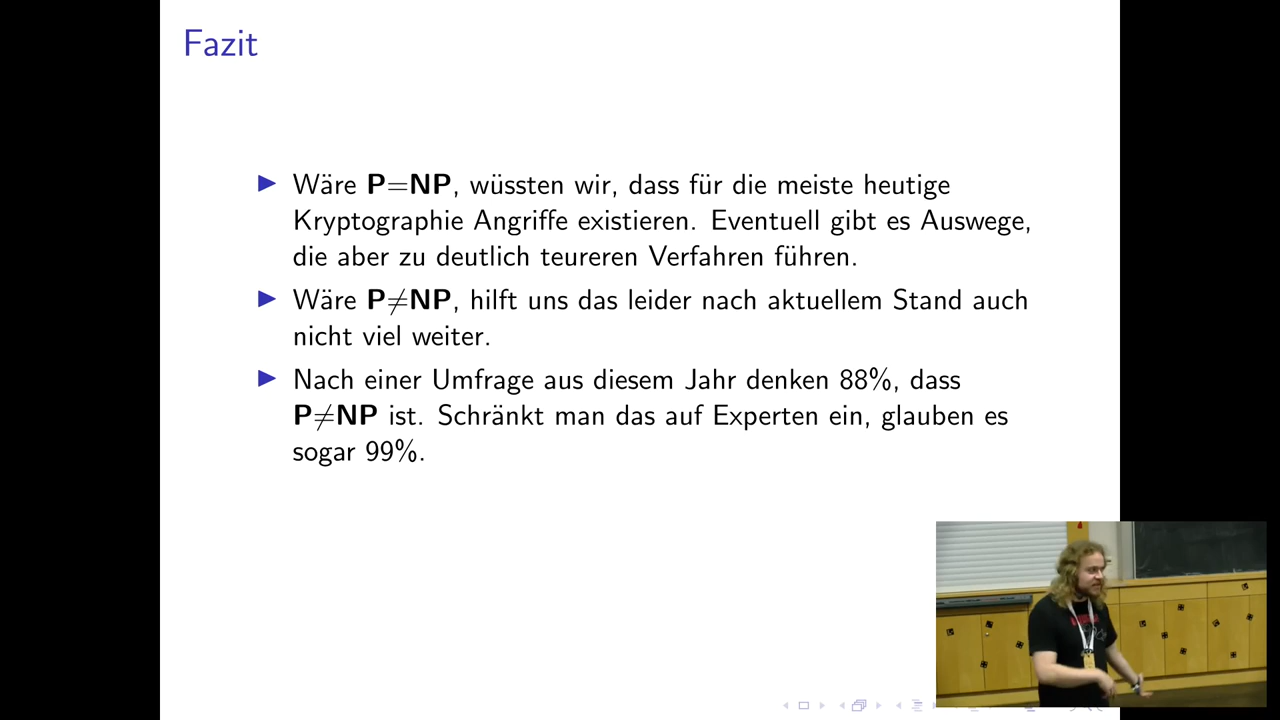 Fazit
Wäre P=NP, wüssten wir, dass für die meiste heutige
Kryptographie Angriffe existieren. Eventuell gibt es Auswege,
die aber zu deutlich teureren Verfahren führen.
Wäre P≠NP, hilft uns das leider nach aktuellem Stand auch
nicht viel weiter.
Nach einer Umfrage aus diesem Jahr denken 88%, dass
P≠NP ist. Schränkt man das auf Experten ein, glauben es
sogar 99%.